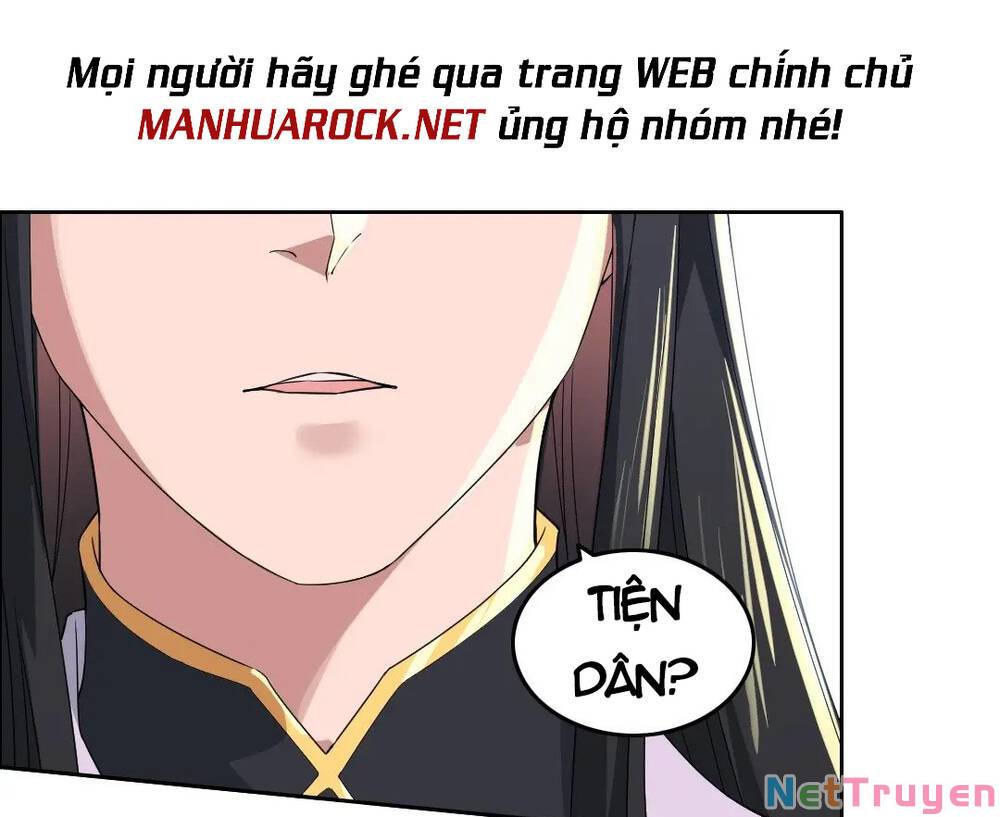 Mọi người hãy ghé qua trang WEB chính chủ
MANHUAROCK.NET ủng hộ nhóm nhé!
TIỆN
DÂN?
NetTruyen